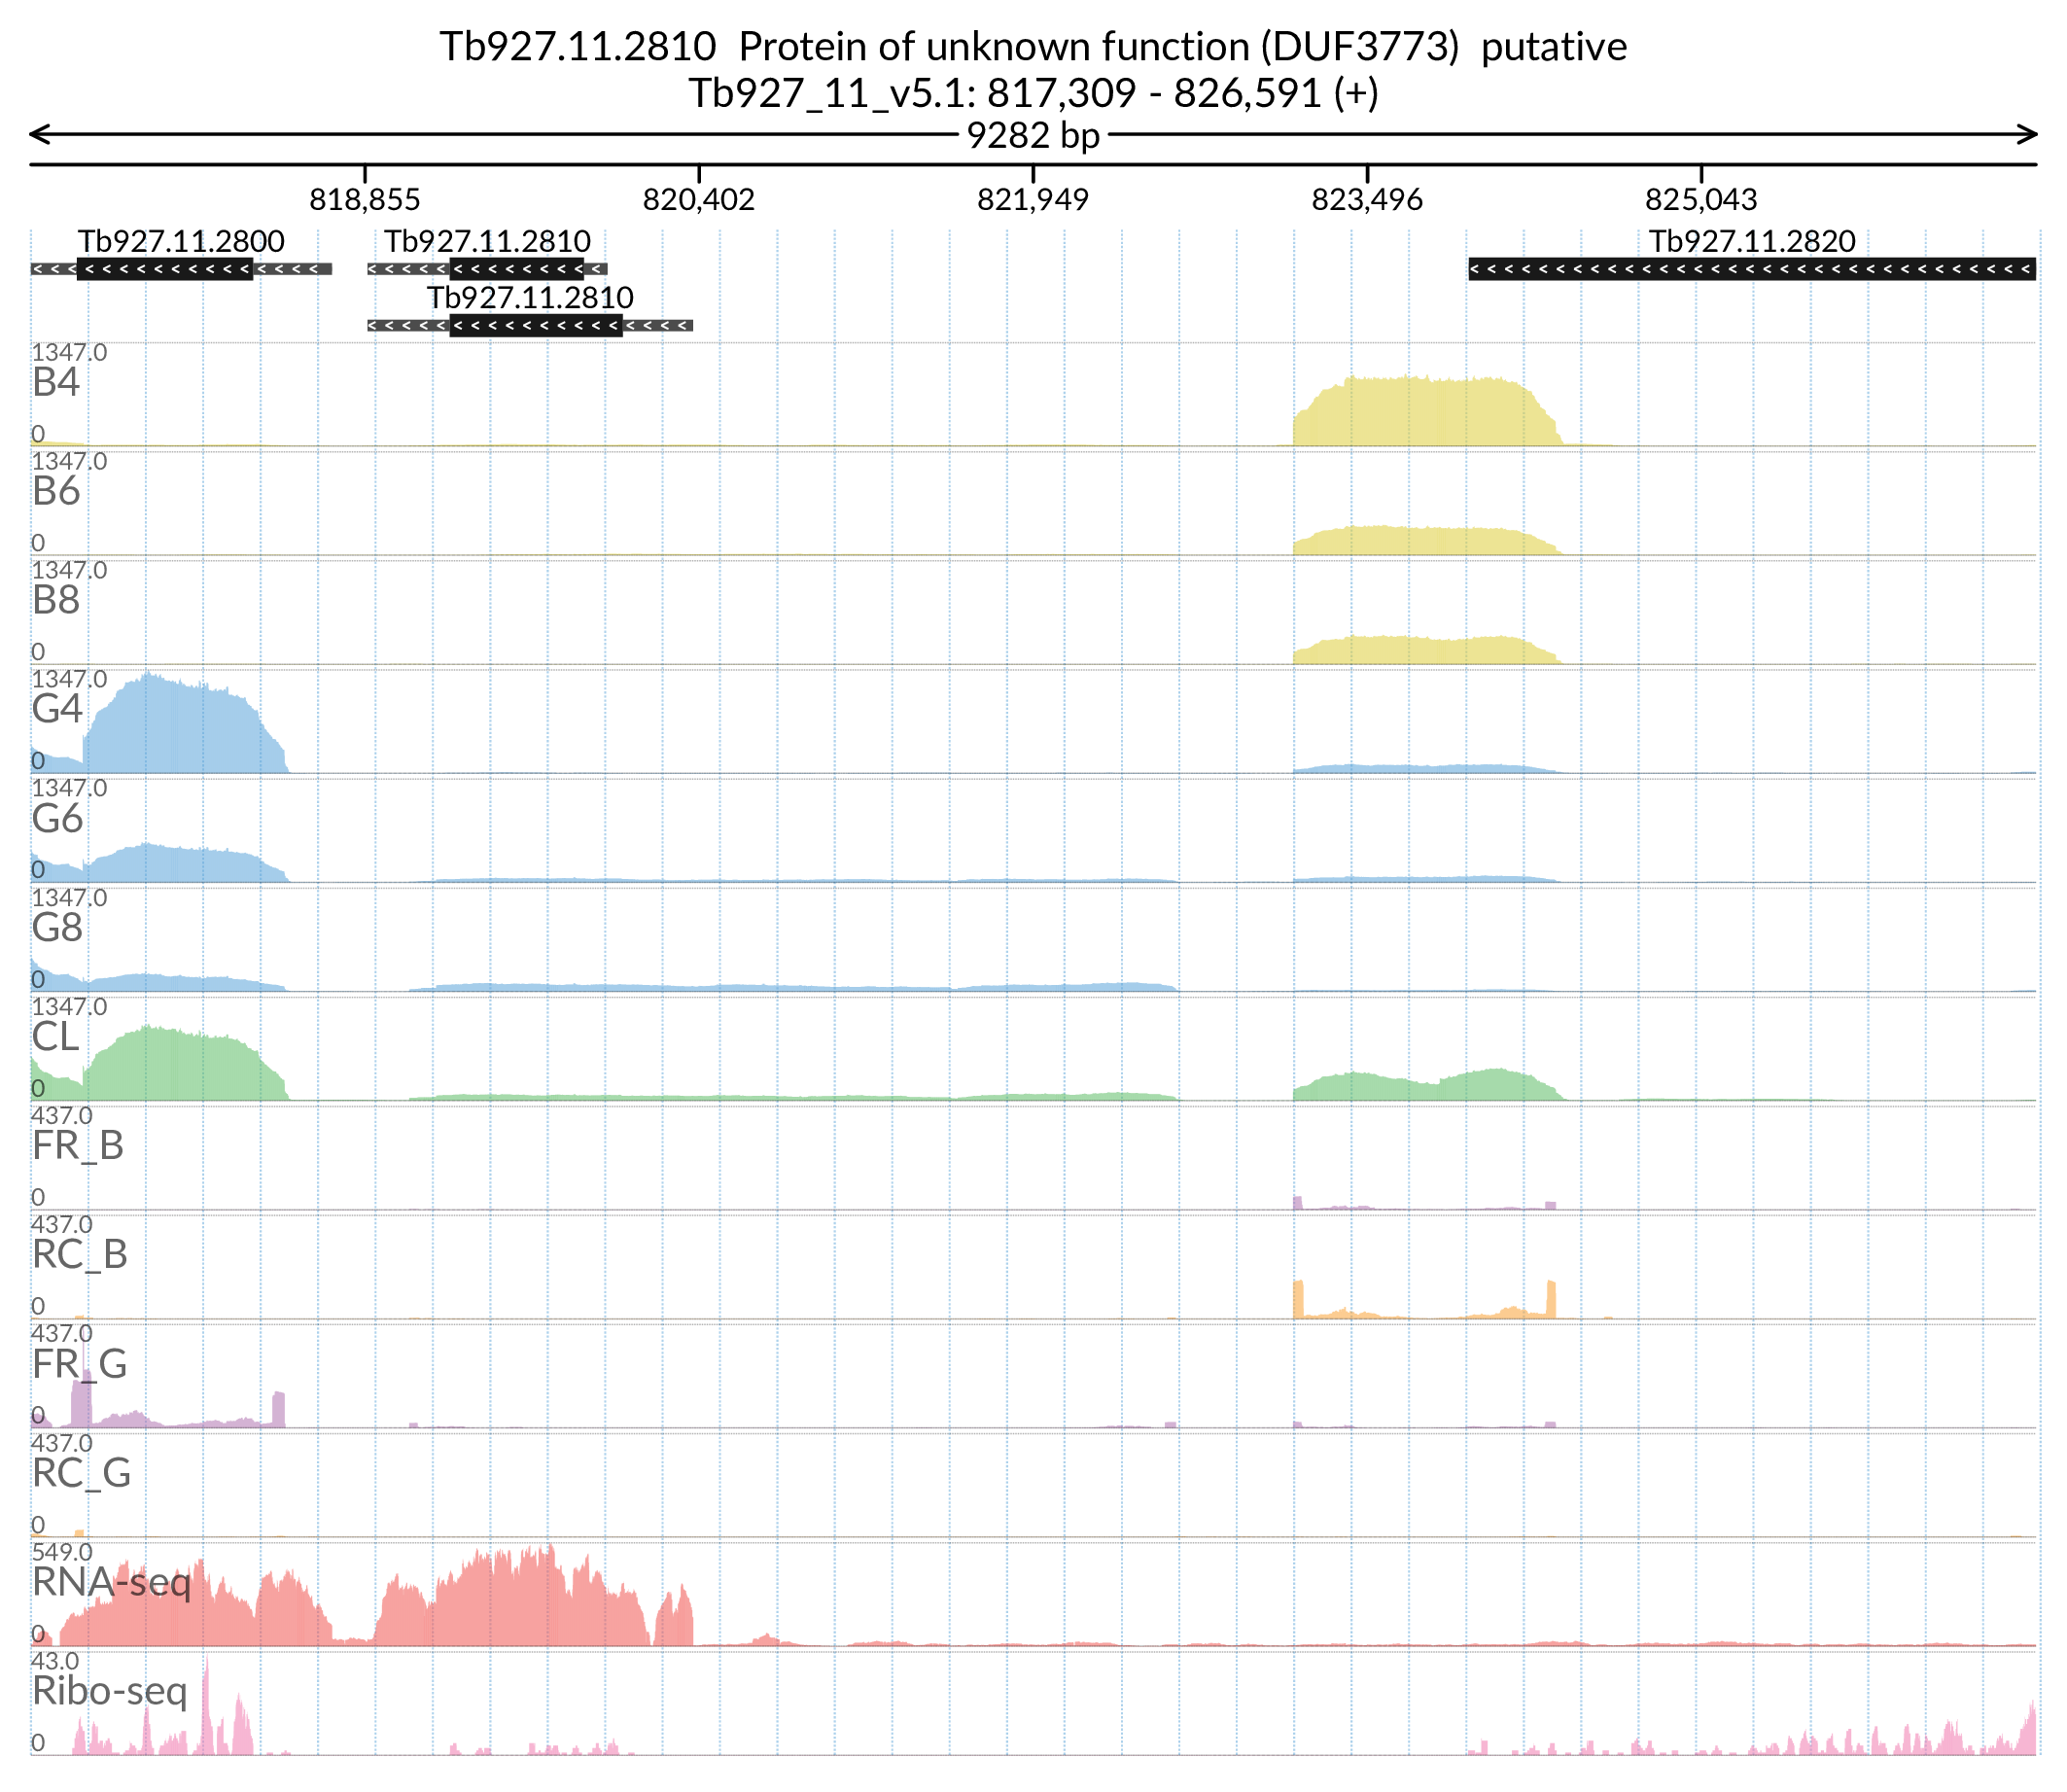 Tb927.11.2810  Protein of unknown function (DUF3773)  putative
Tb927_11_v5.1: 817,309 - 826,591 (+)
9282 bp
818,855 820,402 821,949 823,496 825,043
Tb927.11.2800 Tb927.11.2810 Tb927.11.2820
Tb927.11.2810
1347.0
B4
0
1347.0
B6
0
1347.0
B8
0
1347.0
G4
0
1347.0
G6
0
1347.0
G8
0
1347.0
CL
0
437.0
FR_B
0
437.0
RC_B
0
437.0
FR_G
0
437.0
RC_G
0
549.0
RNA-seq
0
43.0
Ribo-seq
0